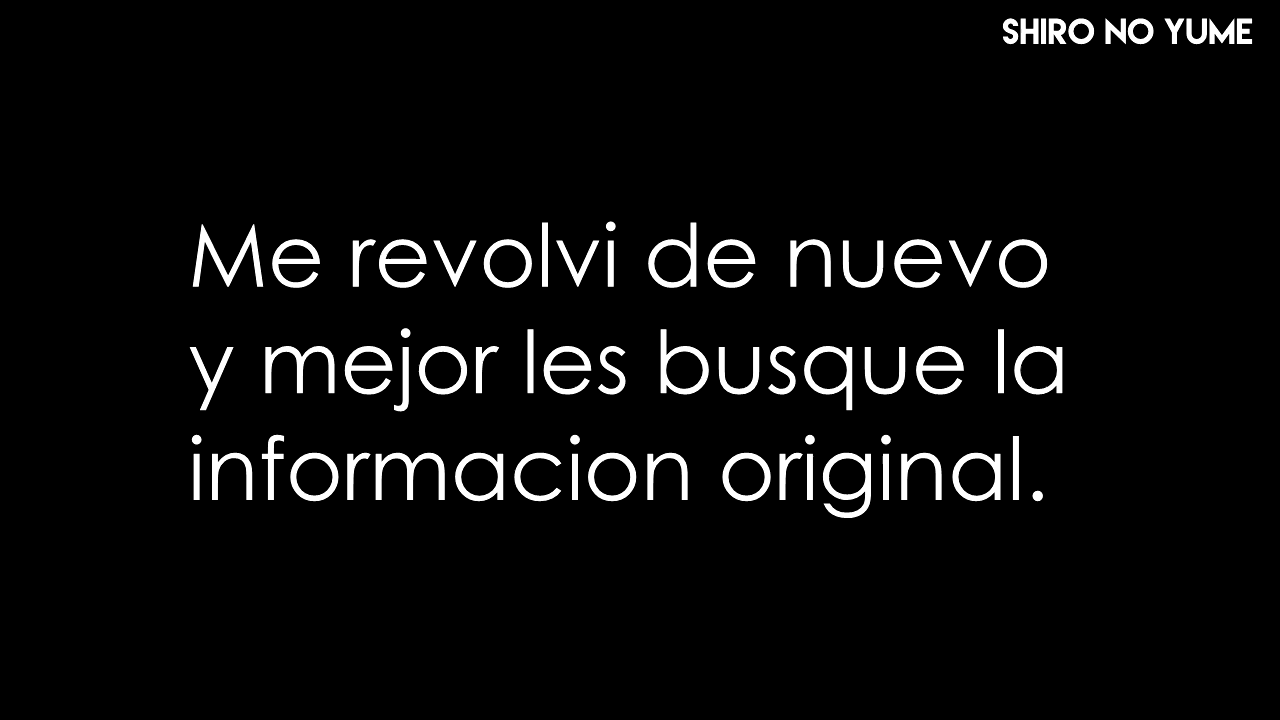 SHIRO NO YUME
Me revolvi de nuevo
y mejor les busque la
informacion original.